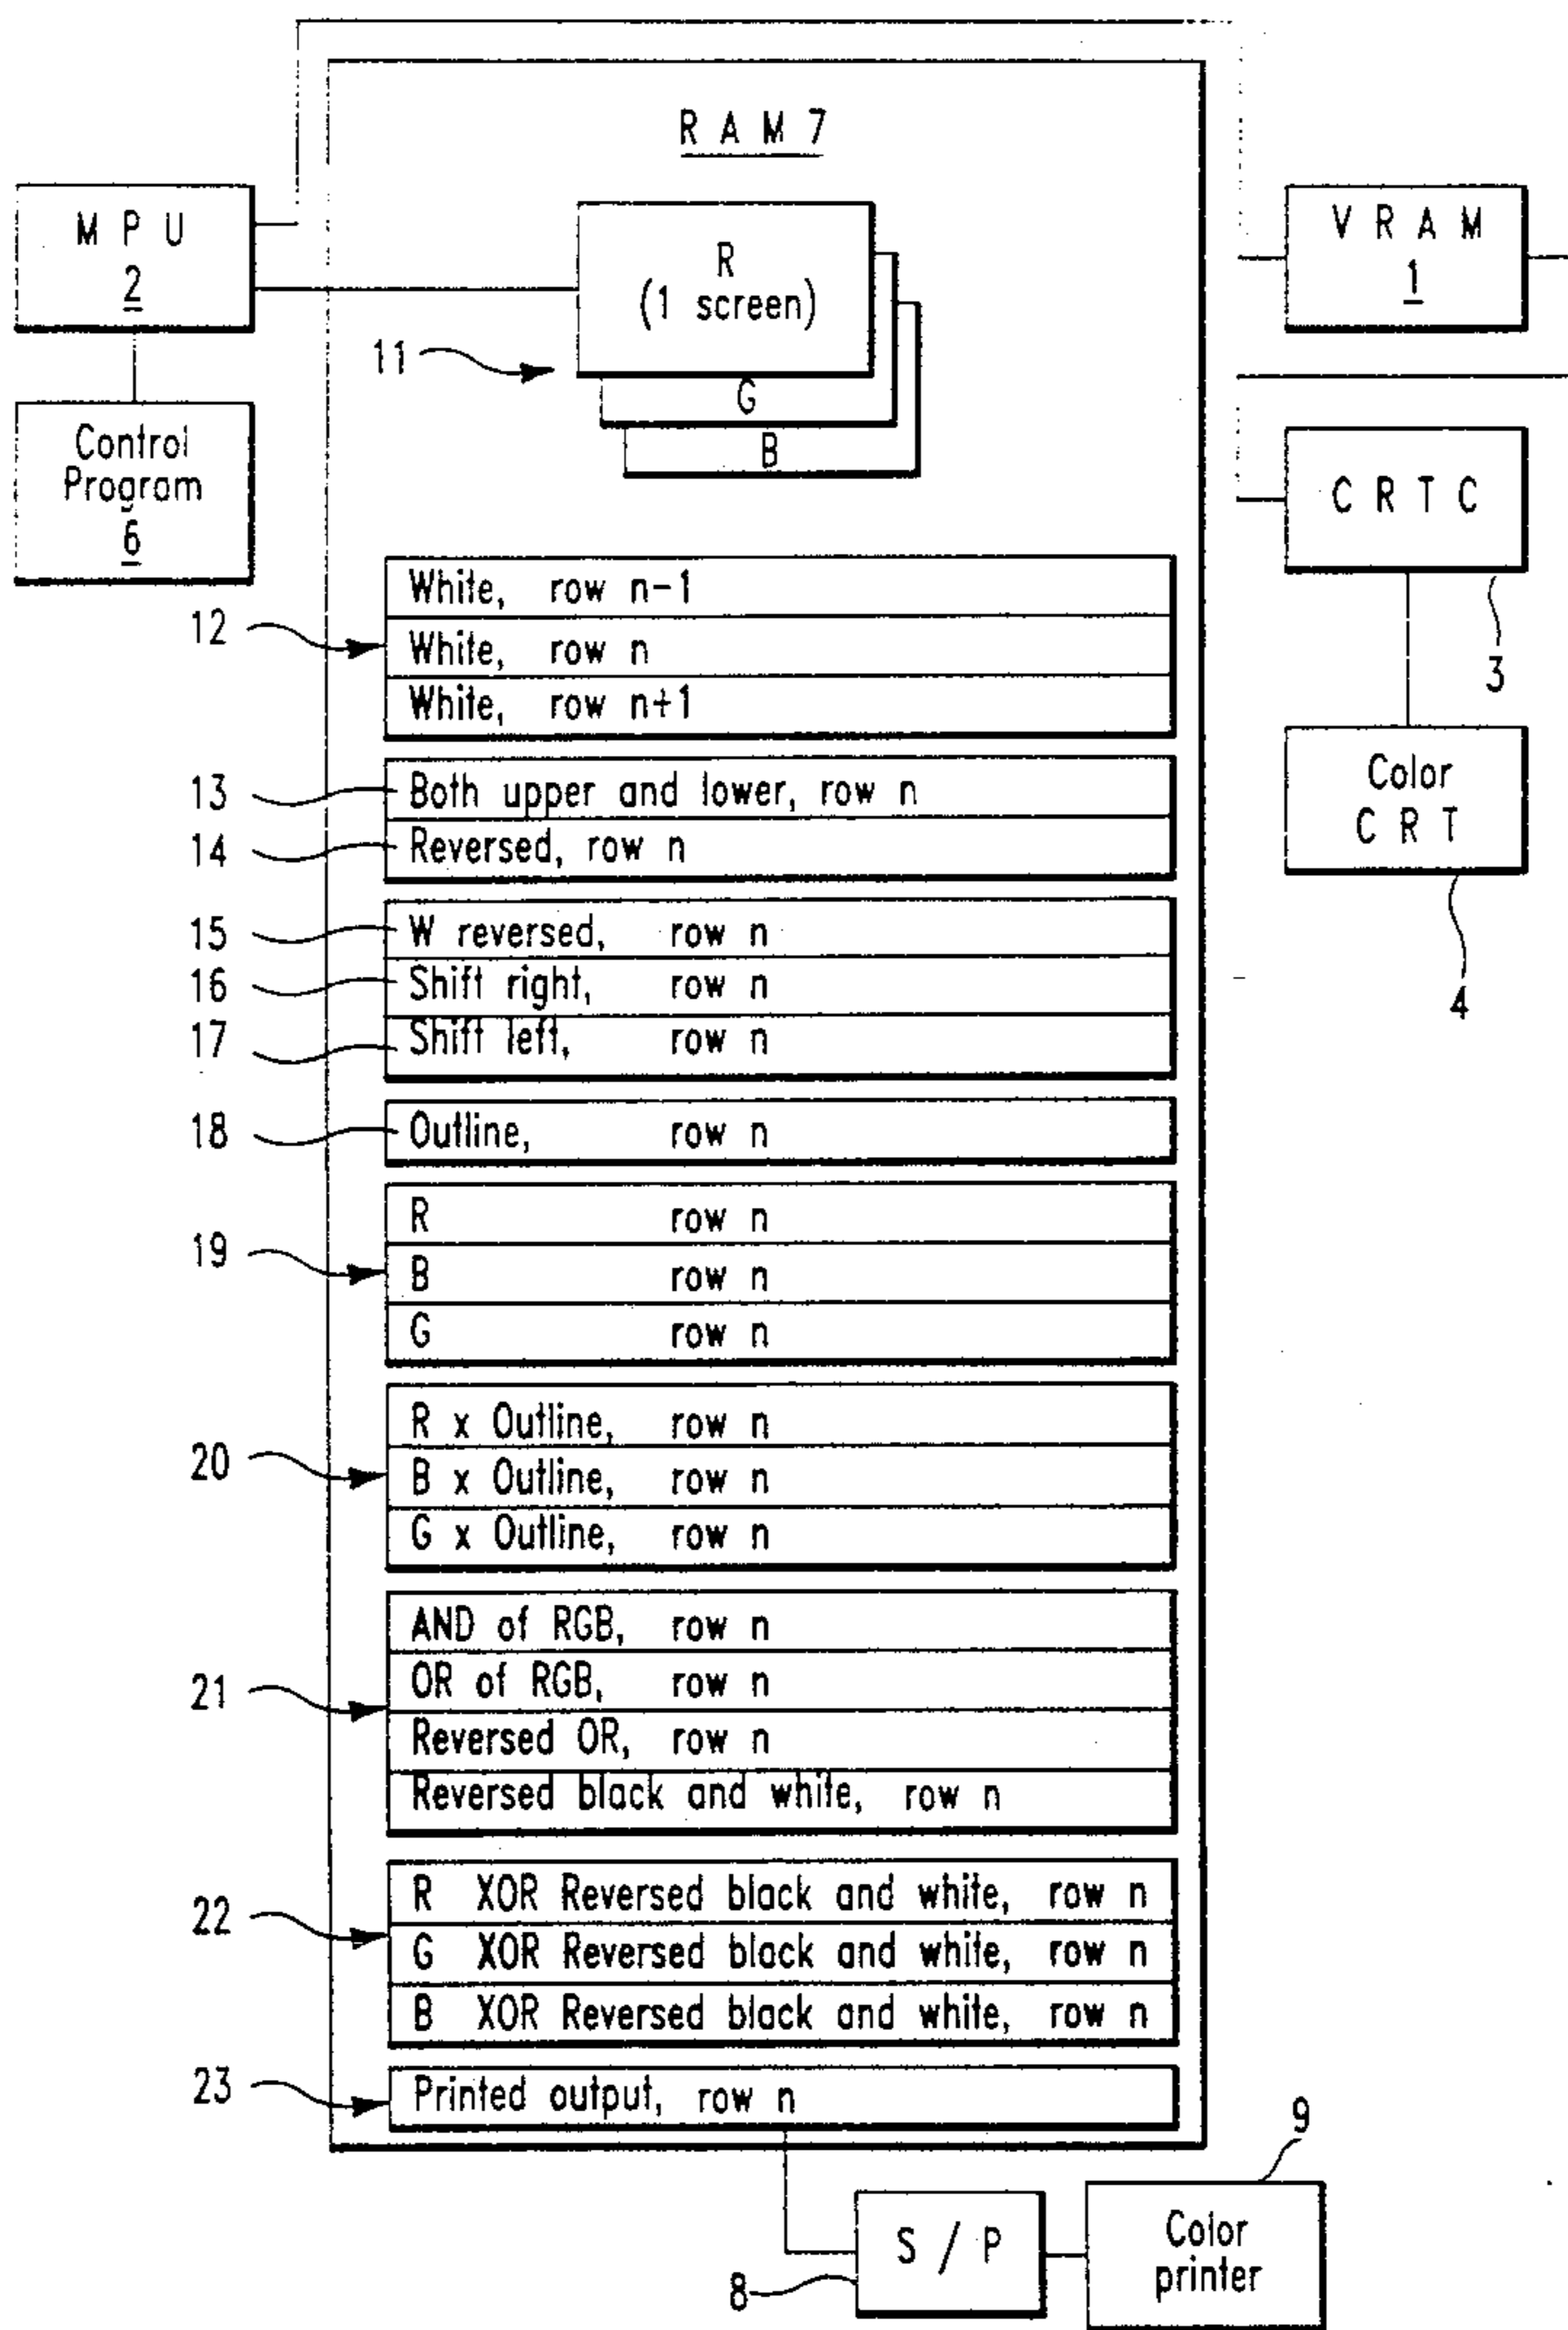 R A M 7
M P U
2
R
(1 screen)
G
B
11
V R A M
1
Control
Program
6
C R T C
3
Color
C R T
4
12
White, row n-1
White, row n
White, row n+1
13
Both upper and lower, row n
14
Reversed, row n
15
W reversed, row n
16
Shift right, row n
17
Shift left, row n
18
Outline, row n
19
R row n
B row n
G row n
20
R x Outline, row n
B x Outline, row n
G x Outline, row n
21
AND of RGB, row n
OR of RGB, row n
Reversed OR, row n
Reversed black and white, row n
22
R XOR Reversed black and white, row n
G XOR Reversed black and white, row n
B XOR Reversed black and white, row n
23
Printed output, row n
S / P
8
Color
printer
9